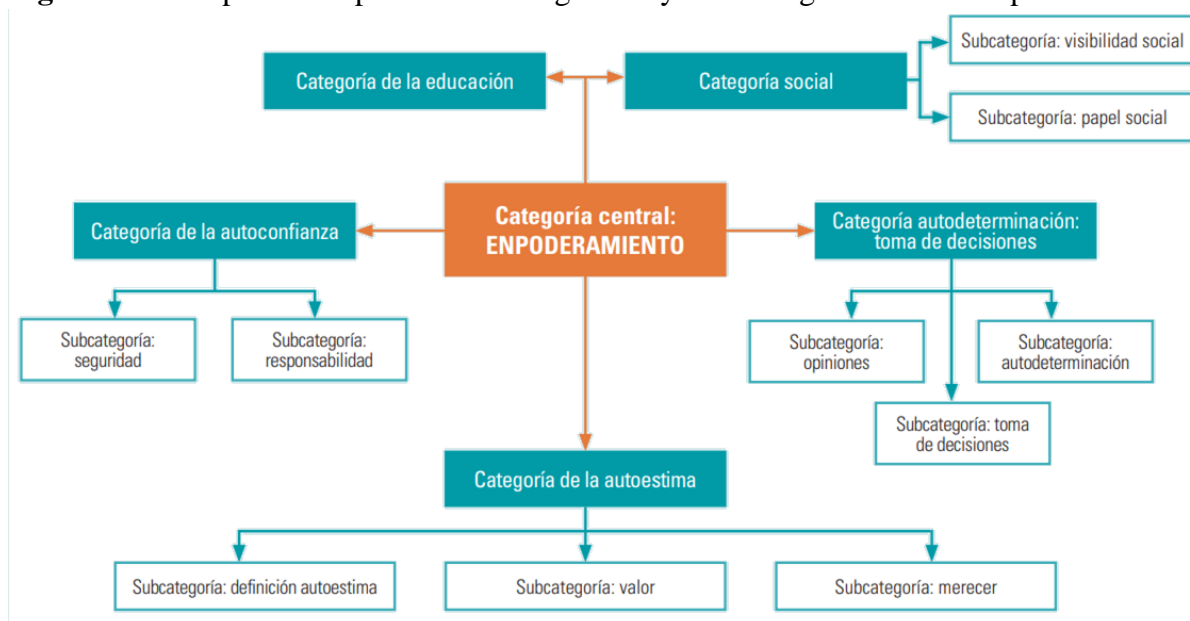 Categoría de la educación
Categoría social
Subcategoría: visibilidad social
Subcategoría: papel social
Categoría central:
ENPODERAMIENTO
Categoría de la autoconfianza
Categoría autodeterminación:
toma de decisiones
Subcategoría:
seguridad
Subcategoría:
responsabilidad
Subcategoría:
opiniones
Subcategoría:
autodeterminación
Subcategoría: toma
de decisiones
Categoría de la autoestima
Subcategoría: definición autoestima
Subcategoría: valor
Subcategoría: merecer